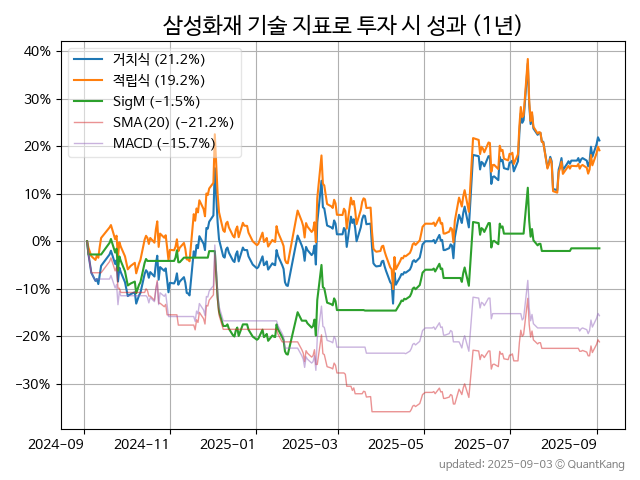 삼성화재 기술 지표로 투자 시 성과 (1년)
40%
30%
20%
10%
0%
−10%
−20%
−30%
거치식 (21.2%)
적립식 (19.2%)
SigM (−1.5%)
SMA(20) (−21.2%)
MACD (−15.7%)
2024-09
2024-11
2025-01
2025-03
2025-05
2025-07
2025-09
updated: 2025-09-03 © QuantKang